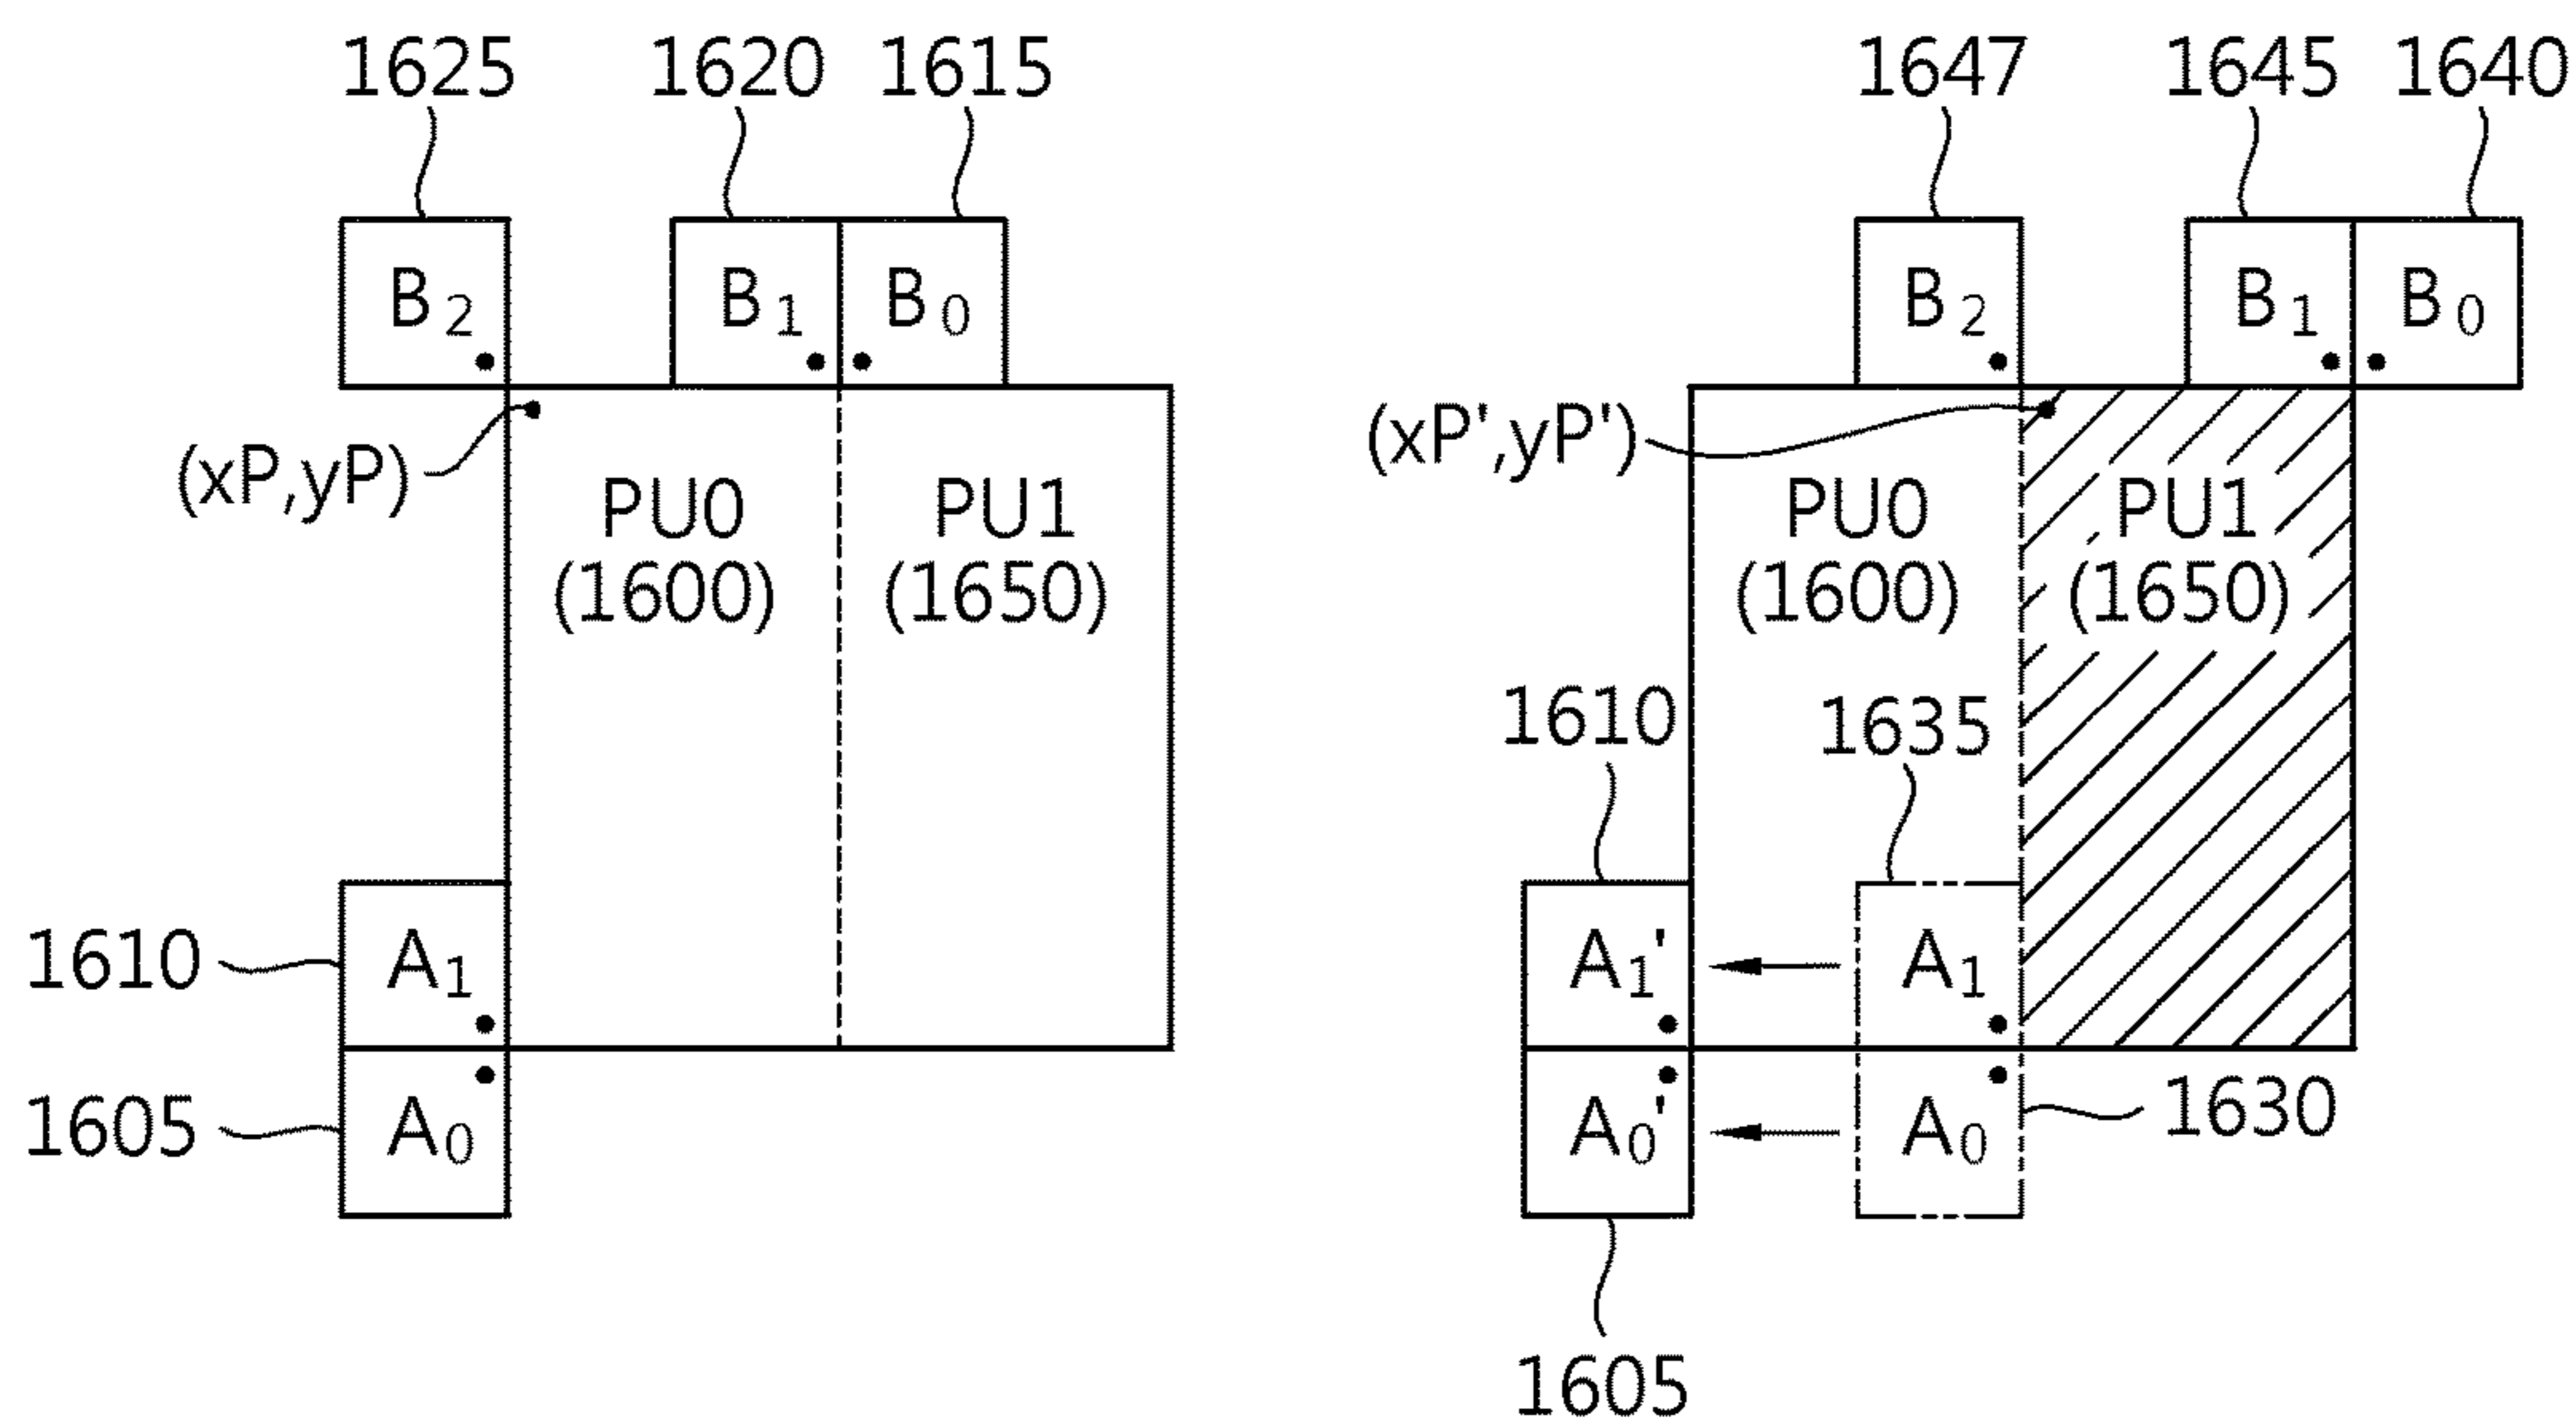 1625 1620 1615
B2 B1 B0
(xP,yP)
PU0 PU1
(1600) (1650)
1610 A1
1605 A0
1647 1645 1640
B2 B1 B0
(xP',yP')
PU0 PU1
(1600) (1650)
1610 1635
A1' A1
A0' A0 1630
1605